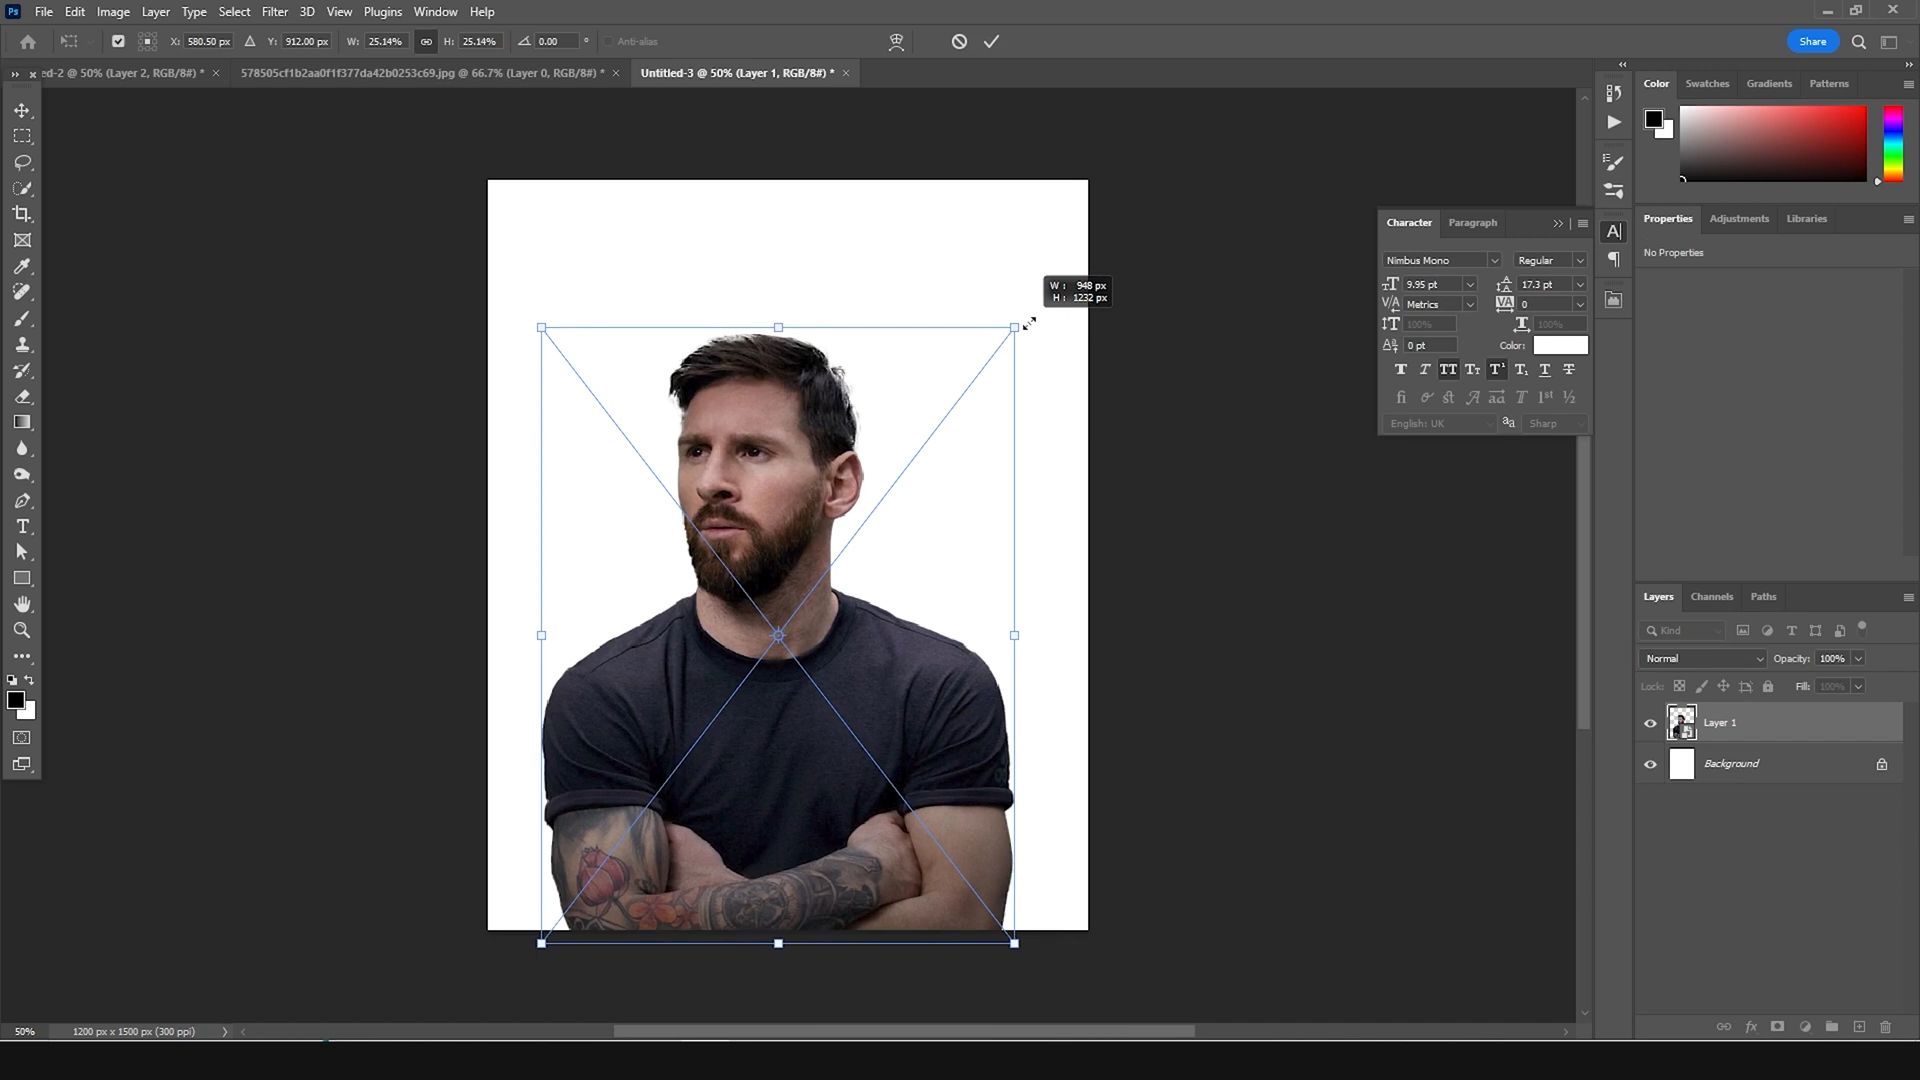 Ps File Edit Image Layer Type Select Filter 3D View Plugins Window Help
X: 580.50 px Y: 912.00 px W: 25.14% H: 25.14% 0.00 ° Anti-alias Share
ed-2 @ 50% (Layer 2, RGB/8#) * × 578505cf1b2aa0f1f377da42b0253c69.jpg @ 66.7% (Layer 0, RGB/8#) * × Untitled-3 @ 50% (Layer 1, RGB/8#) * ×
Color Swatches Gradients Patterns
Properties Adjustments Libraries
No Properties
Character Paragraph
Nimbus Mono Regular
9.95 pt 17.3 pt
Metrics 0
100% 100%
0 pt Color:
English: UK aa Sharp
W : 948 px
H : 1232 px
Layers Channels Paths
Kind
Normal Opacity: 100%
Lock: Fill: 100%
Layer 1
Background
50% 1200 px x 1500 px (300 ppi)